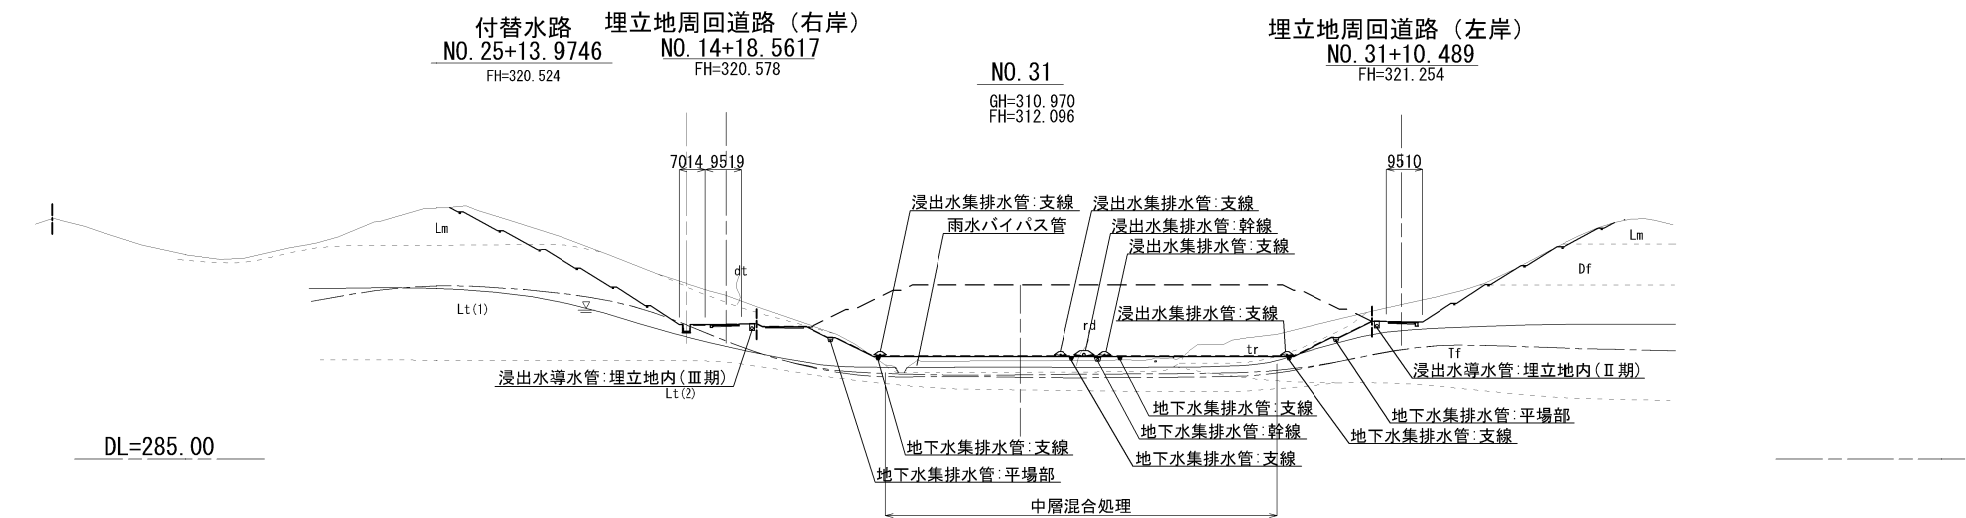 付替水路
NO.25+13.9746
FH=320.524
埋立地周回道路（右岸）
NO.14+18.5617
FH=320.578
NO.31
GH=310.970
FH=312.096
埋立地周回道路（左岸）
NO.31+10.489
FH=321.254
7014
9519
9510
浸出水集排水管:支線
雨水バイパス管
浸出水集排水管:支線
浸出水集排水管:幹線
浸出水集排水管:支線
浸出水集排水管:支線
Lm
dt
Lt(1)
rd
tr
Tf
Lm
Df
浸出水導水管:埋立地内(Ⅲ期)
Lt(2)
浸出水導水管:埋立地内(Ⅱ期)
地下水集排水管:支線
地下水集排水管:幹線
地下水集排水管:支線
地下水集排水管:平場部
地下水集排水管:支線
地下水集排水管:支線
地下水集排水管:平場部
DL=285.00
中層混合処理